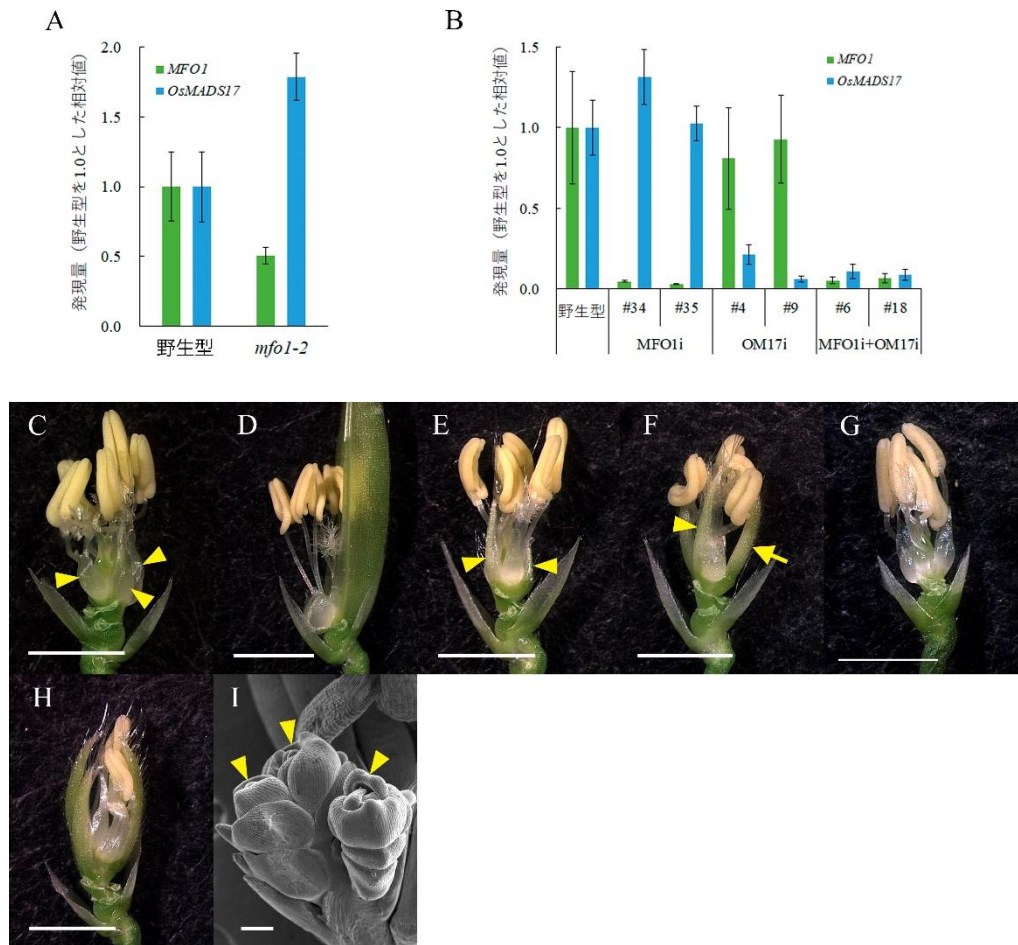 A
発現量（野生型を1.0とした相対値）
2.0
1.5
1.0
0.5
0.0
MFO1
OsMADS17
野生型
mfo1-2
B
発現量（野生型を1.0とした相対値）
1.5
1.0
0.5
0.0
MFO1
OsMADS17
野生型
#34
#35
#4
#9
#6
#18
MFO1i
OM17i
MFO1i+OM17i
C
D
E
F
G
H
I